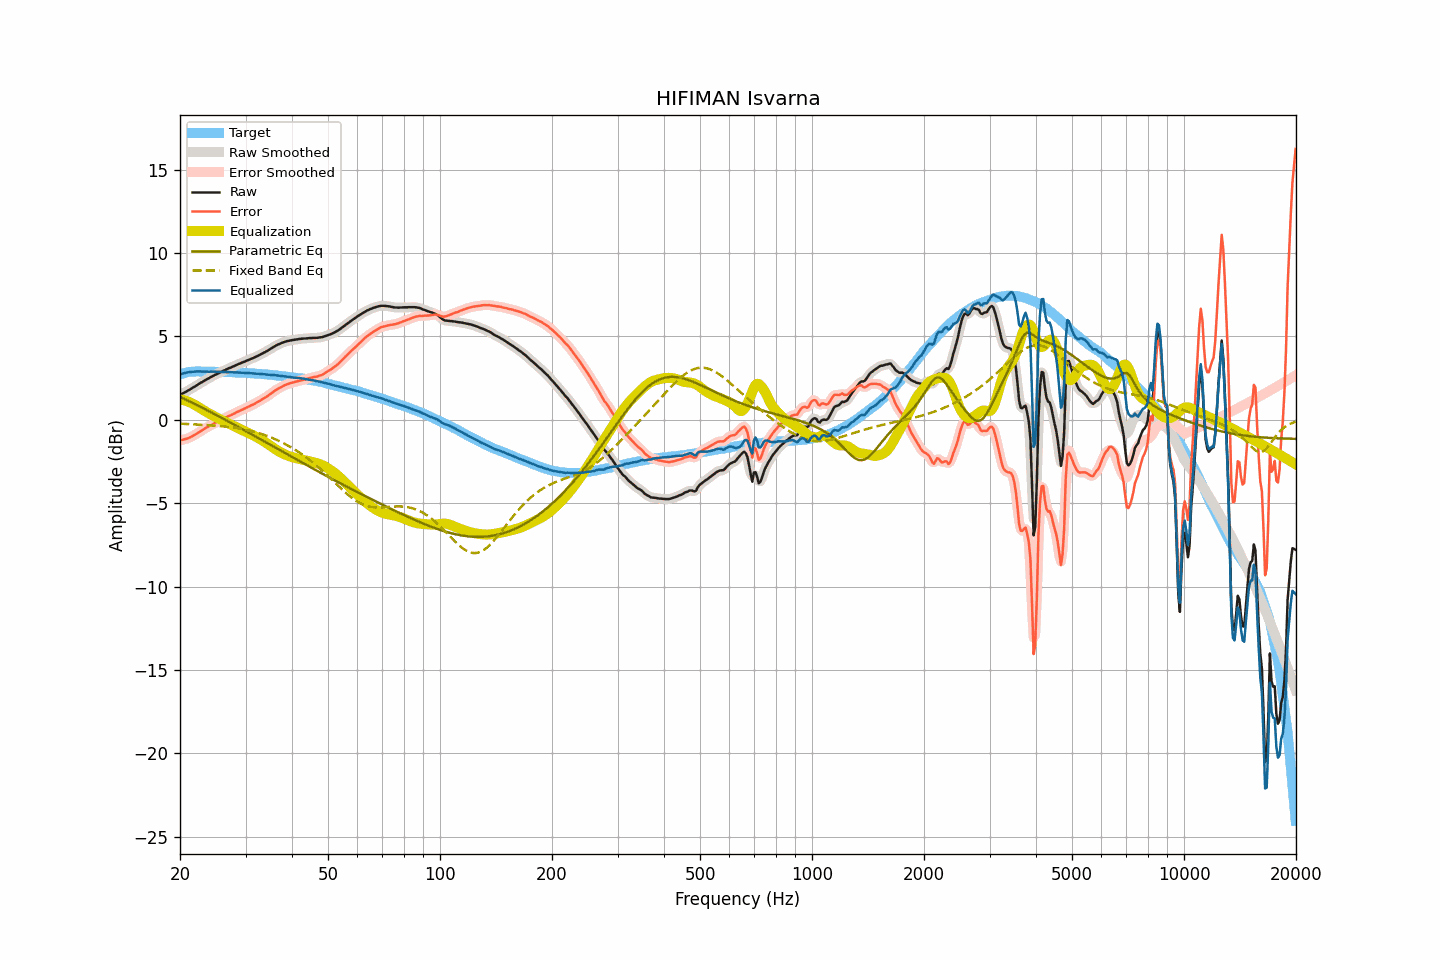 HIFIMAN Isvarna
Target
Raw Smoothed
Error Smoothed
Raw
Error
Equalization
Parametric Eq
Fixed Band Eq
Equalized
15
10
5
0
−5
−10
−15
−20
−25
Amplitude (dBr)
20
50
100
200
500
1000
2000
5000
10000
20000
Frequency (Hz)